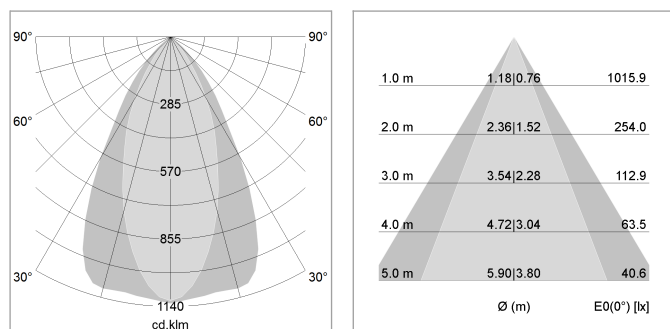 90° 90°
285
60° 60°
570
855
30° 30°
1140
cd.klm
1.0 m 1.18|0.76 1015.9
2.0 m 2.36|1.52 254.0
3.0 m 3.54|2.28 112.9
4.0 m 4.72|3.04 63.5
5.0 m 5.90|3.80 40.6
Ø (m) E0(0°) [lx]